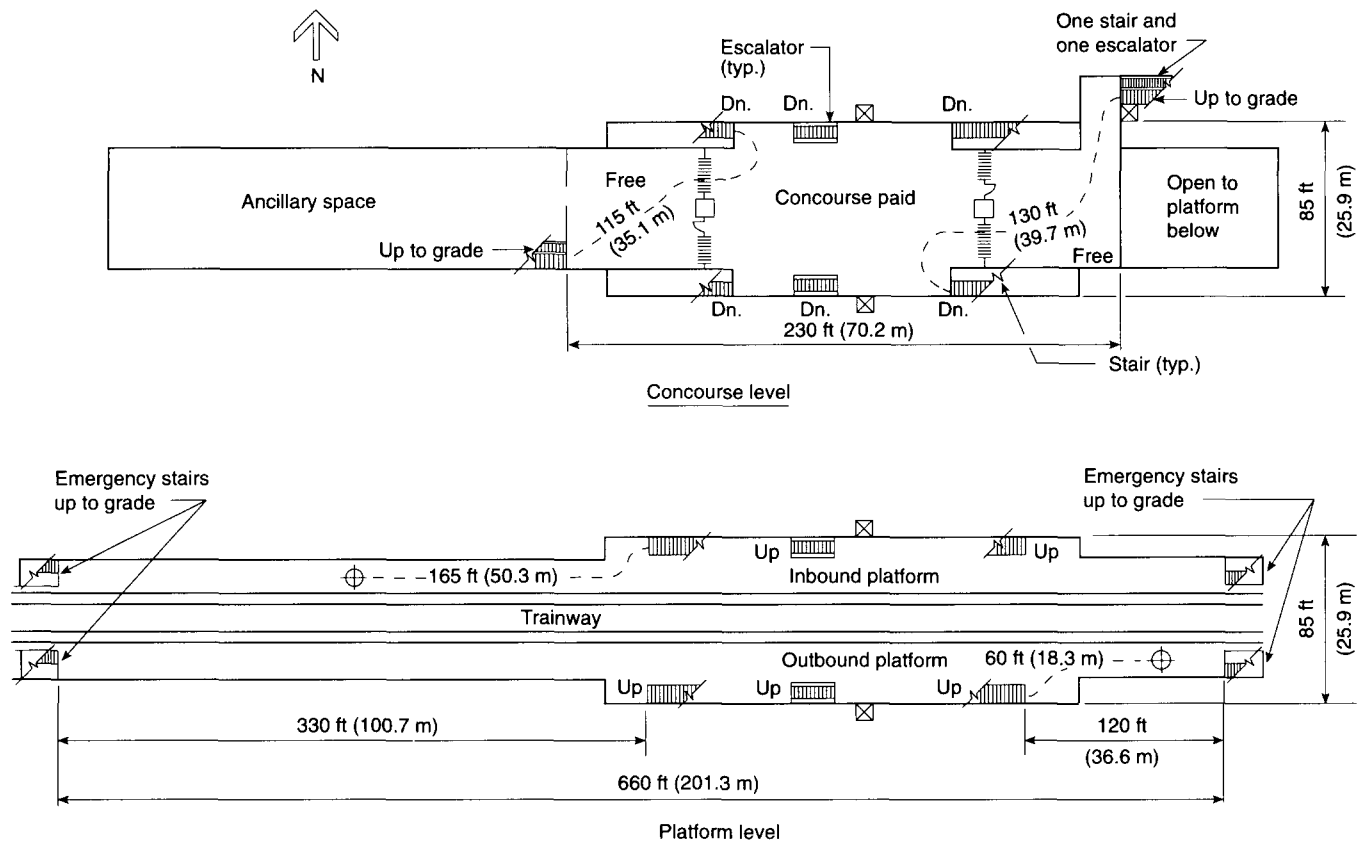 One stair and
one escalator
Escalator
(typ.)
N
Dn.
Dn.
Dn.
Up to grade
Ancillary space
Free
Concourse paid
Open to
platform
below
85 ft
(25.9 m)
115 ft
(35.1 m)
130 ft
(39.7 m)
Up to grade
Free
Dn.
Dn.
Dn.
230 ft (70.2 m)
Stair (typ.)
Concourse level
Emergency stairs
up to grade
Emergency stairs
up to grade
Up
Up
165 ft (50.3 m)
Inbound platform
Trainway
85 ft
(25.9 m)
Outbound platform
60 ft (18.3 m)
Up
Up
Up
330 ft (100.7 m)
120 ft
(36.6 m)
660 ft (201.3 m)
Platform level